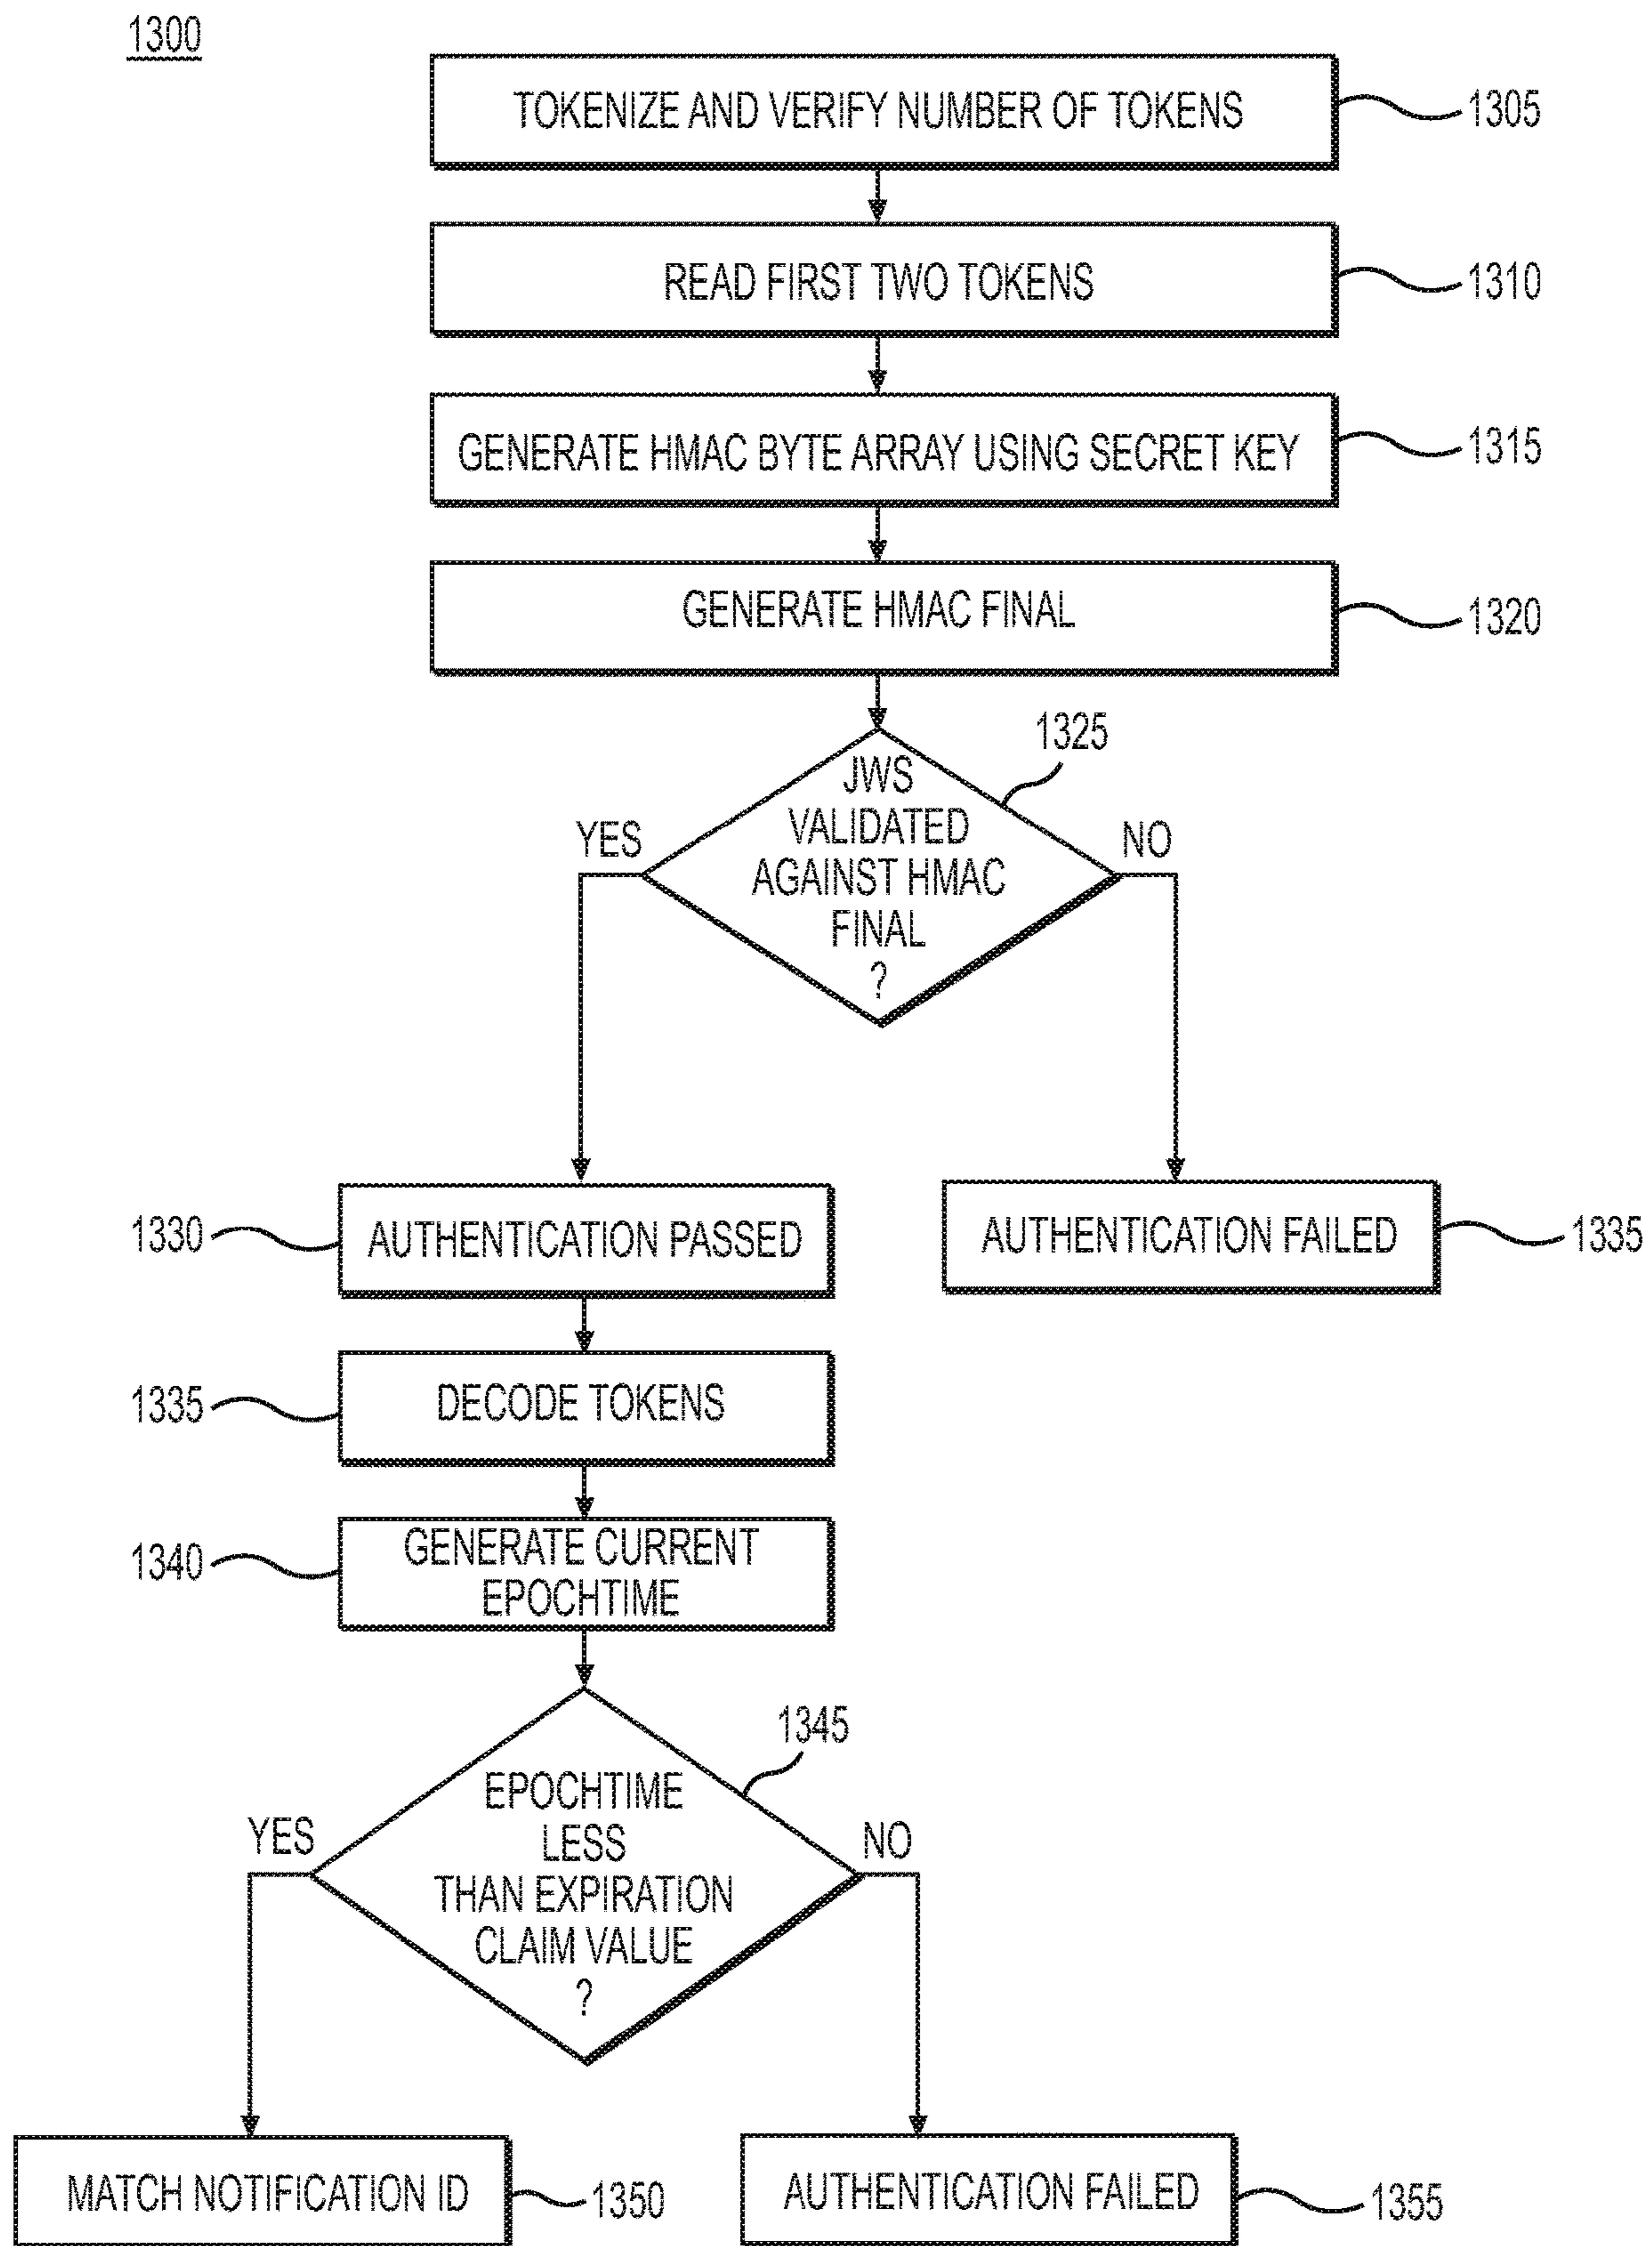 1300
TOKENIZE AND VERIFY NUMBER OF TOKENS
1305
READ FIRST TWO TOKENS
1310
GENERATE HMAC BYTE ARRAY USING SECRET KEY
1315
GENERATE HMAC FINAL
1320
1325
JWS
VALIDATED
AGAINST HMAC
FINAL
?
YES
NO
1330
AUTHENTICATION PASSED
AUTHENTICATION FAILED
1335
1335
DECODE TOKENS
1340
GENERATE CURRENT
EPOCHTIME
1345
EPOCHTIME
LESS
THAN EXPIRATION
CLAIM VALUE
?
YES
NO
MATCH NOTIFICATION ID
1350
AUTHENTICATION FAILED
1355